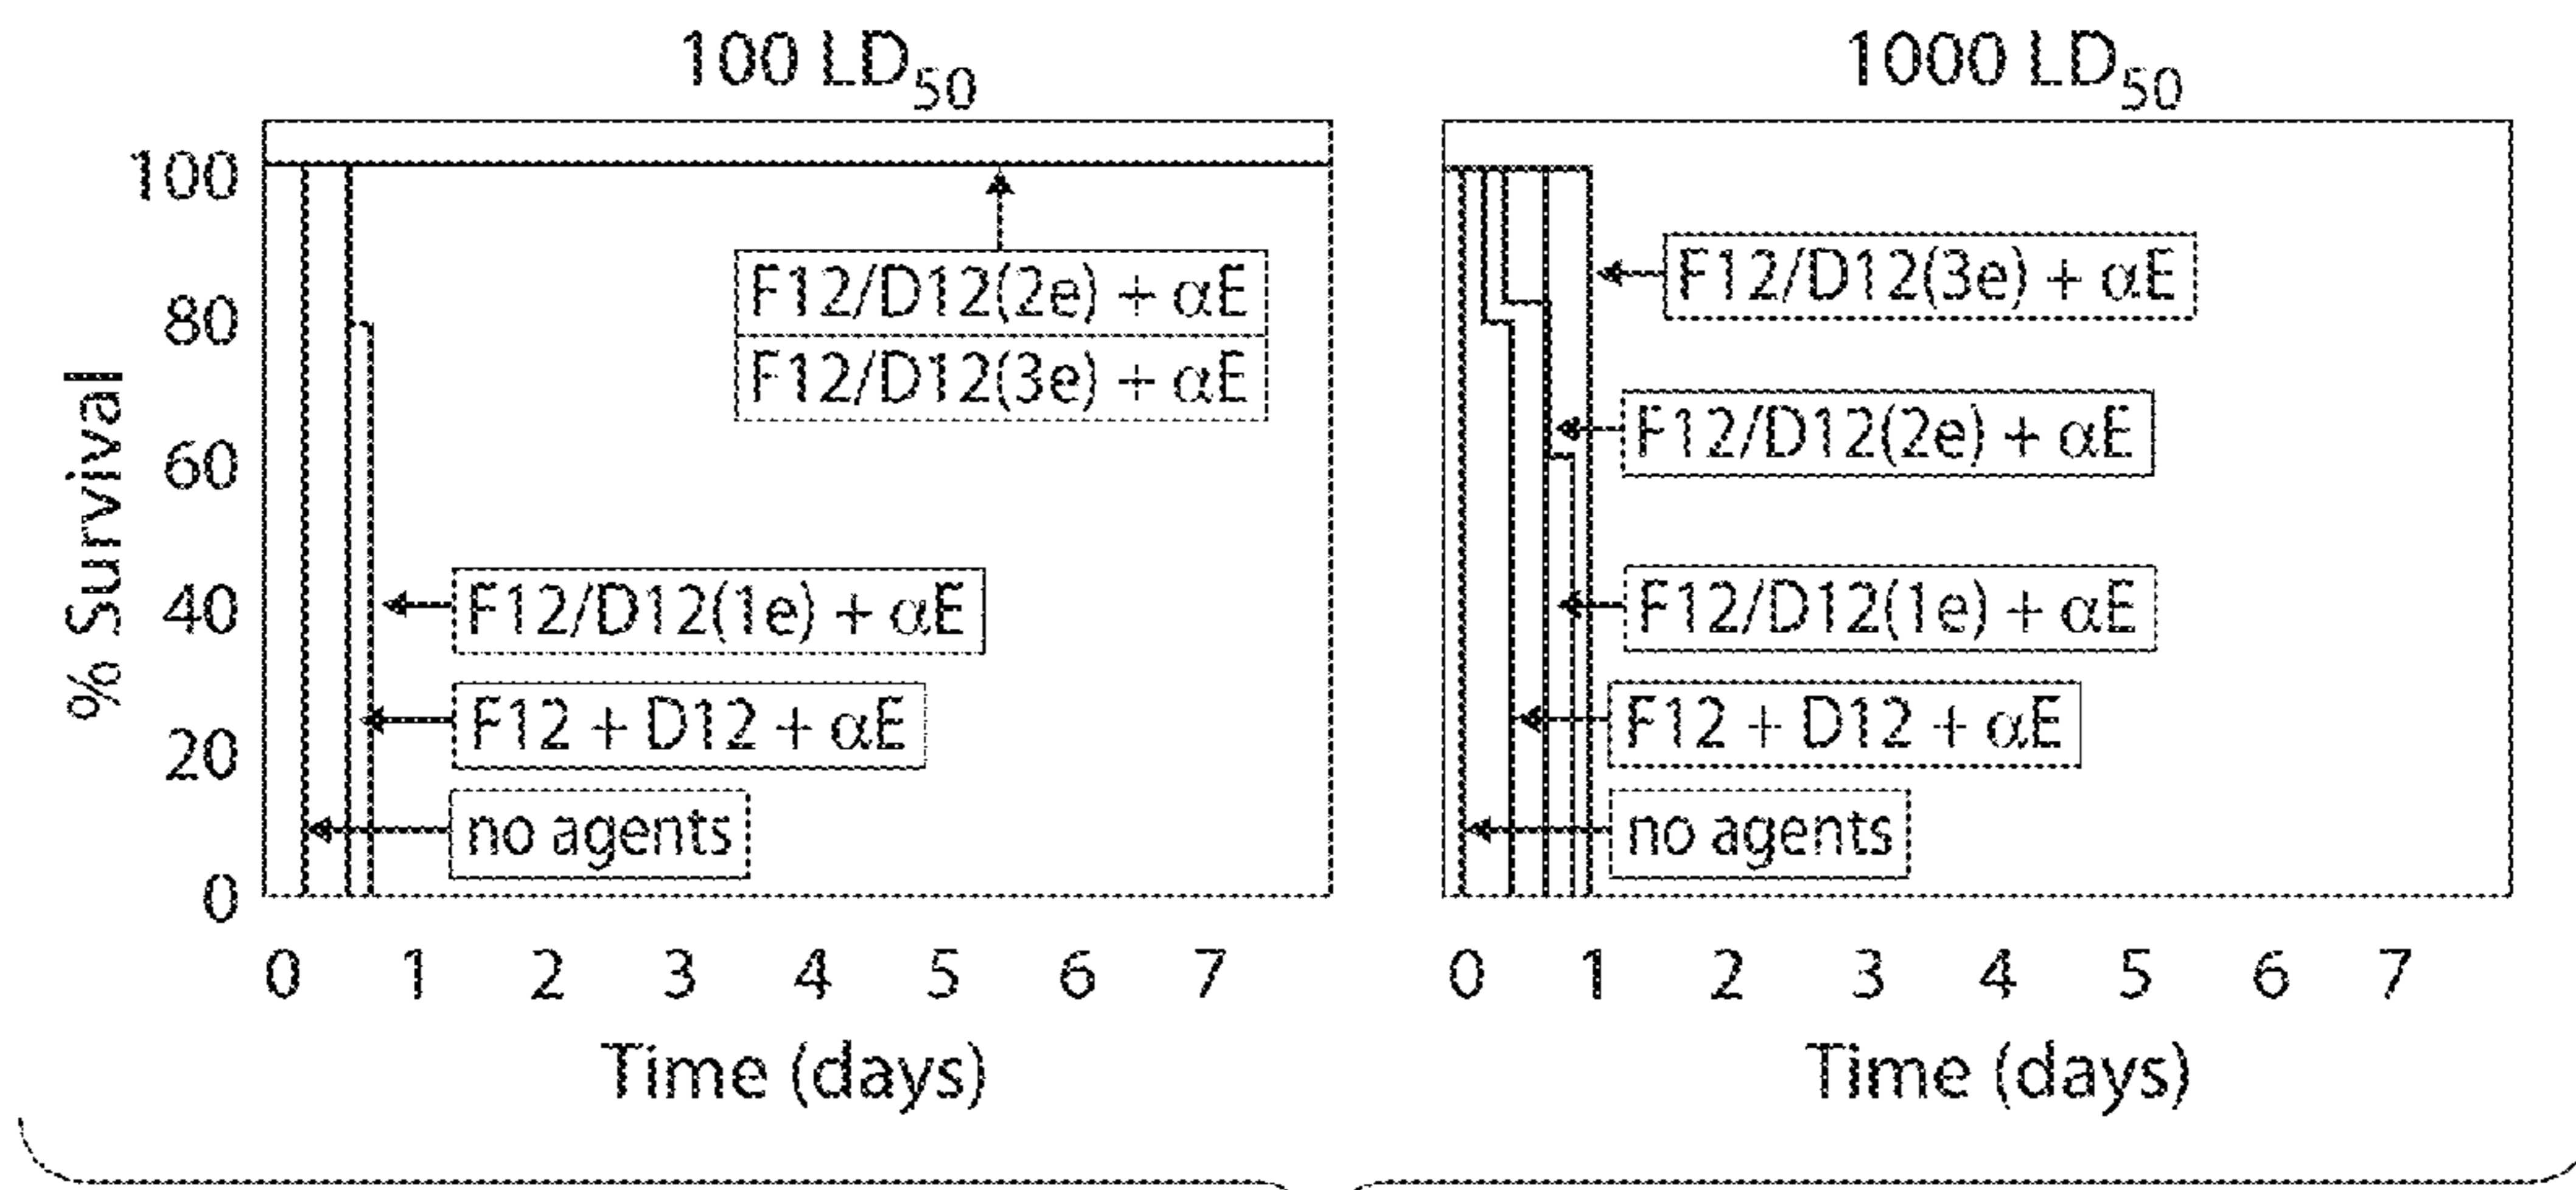 100 LD50
100
80
60
40
20
0
% Survival
F12/D12(2e) + αE
F12/D12(3e) + αE
F12/D12(1e) + αE
F12 + D12 + αE
no agents
0 1 2 3 4 5 6 7
Time (days)
1000 LD50
F12/D12(3e) + αE
F12/D12(2e) + αE
F12/D12(1e) + αE
F12 + D12 + αE
no agents
0 1 2 3 4 5 6 7
Time (days)